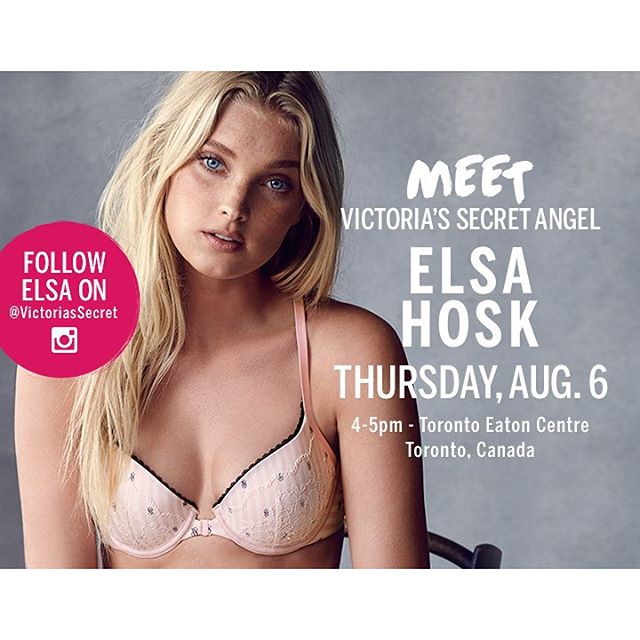 MEET
VICTORIA'S SECRET ANGEL
ELSA
HOSK
THURSDAY, AUG. 6
4-5pm - Toronto Eaton Centre
Toronto, Canada
FOLLOW
ELSA ON
@VictoriasSecret